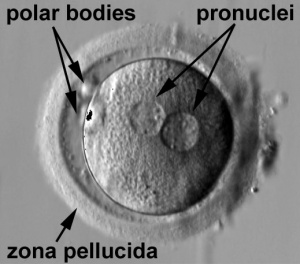 polar bodies
pronuclei
zona pellucida